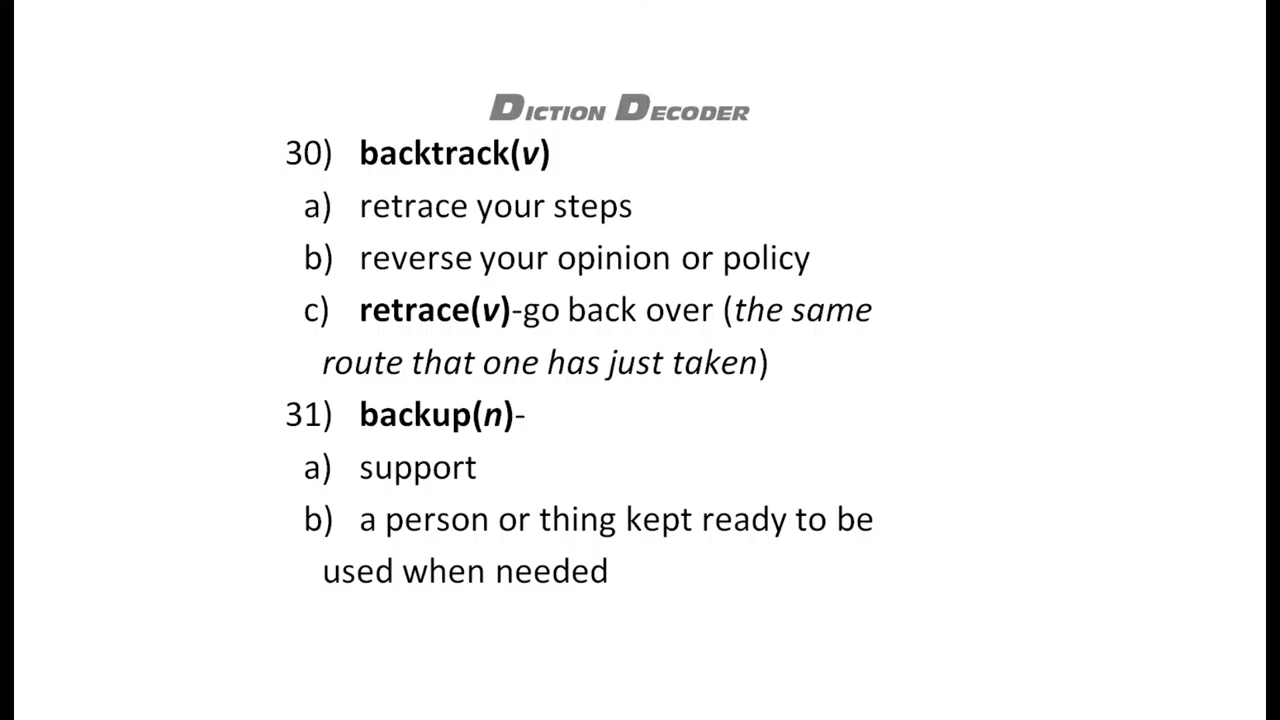 DICTION DECODER
30) backtrack(v)
a) retrace your steps
b) reverse your opinion or policy
c) retrace(v)-go back over (the same
route that one has just taken)
31) backup(n)-
a) support
b) a person or thing kept ready to be
used when needed